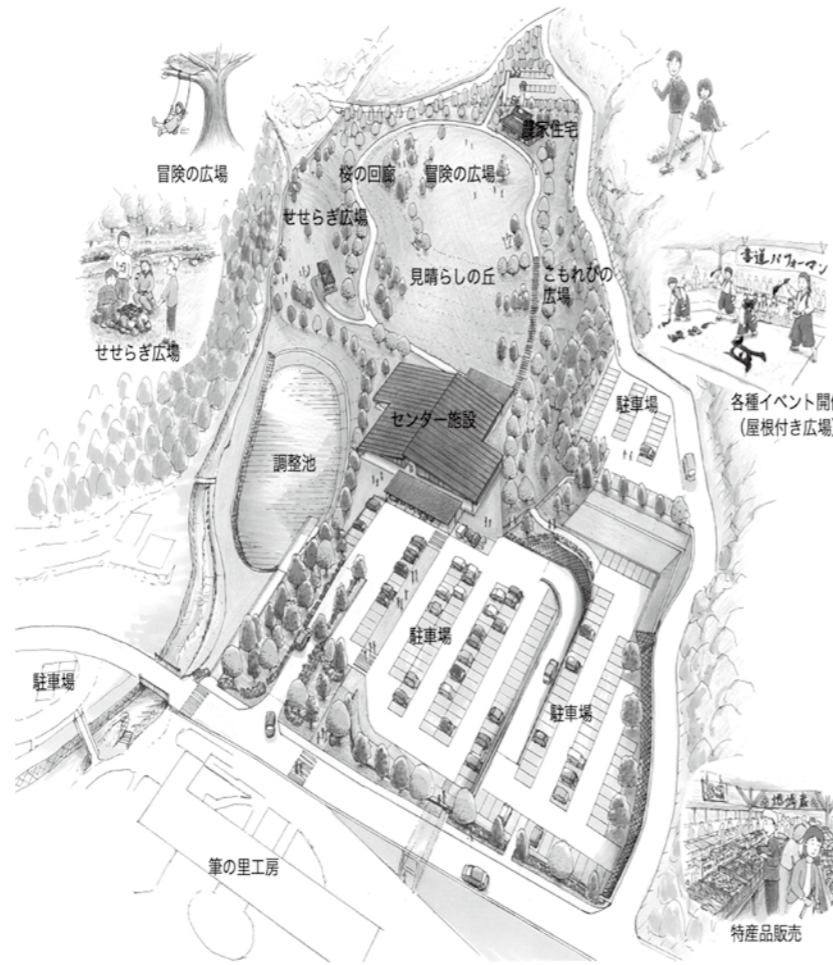 冒険の広場
農家住宅
桜の回廊
冒険の広場
せせらぎ広場
見晴らしの丘
こもれびの
広場
せせらぎ広場
書道パフォーマン
各種イベント開催
(屋根付き広場)
駐車場
センター施設
調整池
駐車場
駐車場
駐車場
筆の里工房
特産品販売